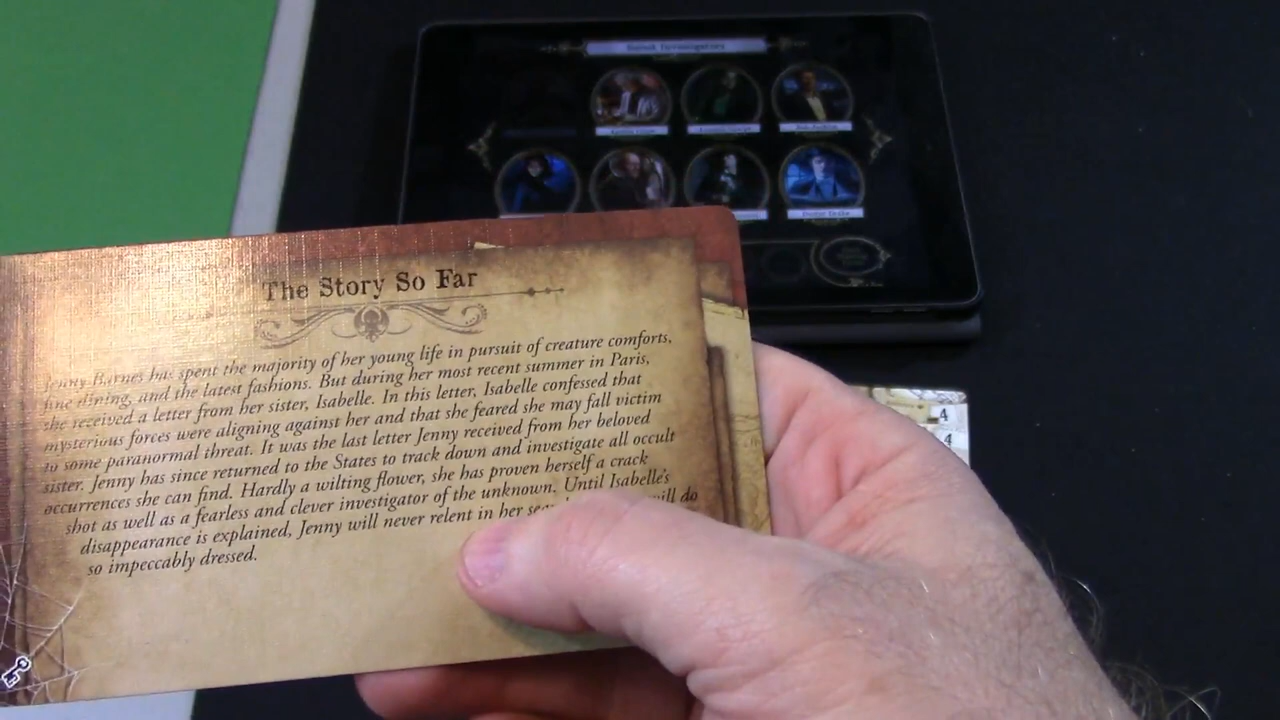 The Story So Far
Jenny Barnes has spent the majority of her young life in pursuit of creature comforts,
fine dining, and the latest fashions. But during her most recent summer in Paris,
she received a letter from her sister, Isabelle. In this letter, Isabelle confessed that
mysterious forces were aligning against her and that she feared she may fall victim
to some paranormal threat. It was the last letter Jenny received from her beloved
sister. Jenny has since returned to the States to track down and investigate all occult
occurrences she can find. Hardly a wilting flower, she has proven herself a crack
shot as well as a fearless and clever investigator of the unknown. Until Isabelle's
disappearance is explained, Jenny will never relent in her will do
so impeccably dressed.
4
4